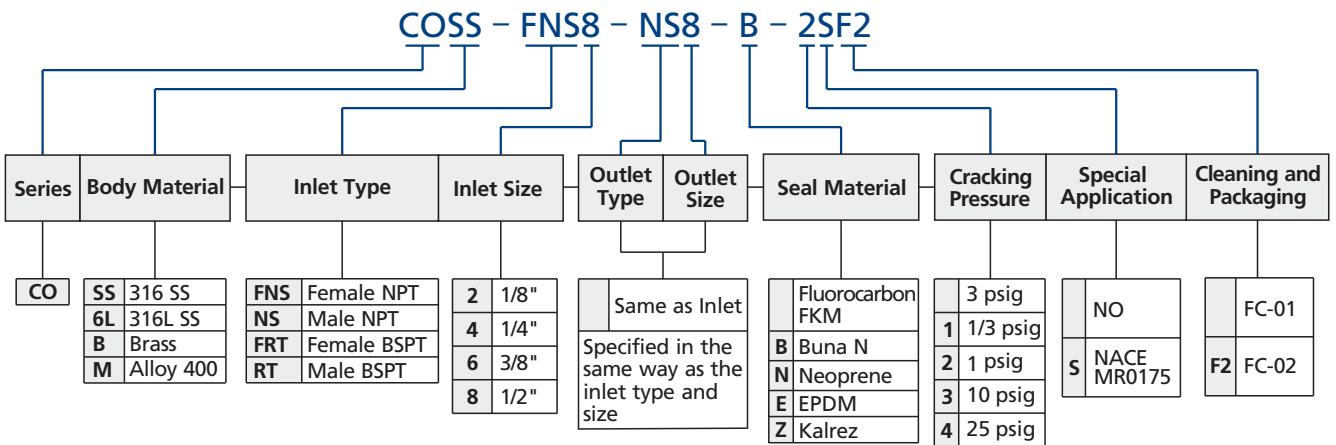 COSS – FNS8 – NS8 – B – 2SF2
Series
Body Material
Inlet Type
Inlet Size
Outlet
Type
Outlet
Size
Seal Material
Cracking
Pressure
Special
Application
Cleaning and
Packaging
CO
SS 316 SS
6L 316L SS
B Brass
M Alloy 400
FNS Female NPT
NS Male NPT
FRT Female BSPT
RT Male BSPT
2 1/8"
4 1/4"
6 3/8"
8 1/2"
Same as Inlet
Specified in the
same way as the
inlet type and
size
Fluorocarbon
FKM
B Buna N
N Neoprene
E EPDM
Z Kalrez
3 psig
1 1/3 psig
2 1 psig
3 10 psig
4 25 psig
NO
S NACE
MR0175
FC-01
F2 FC-02